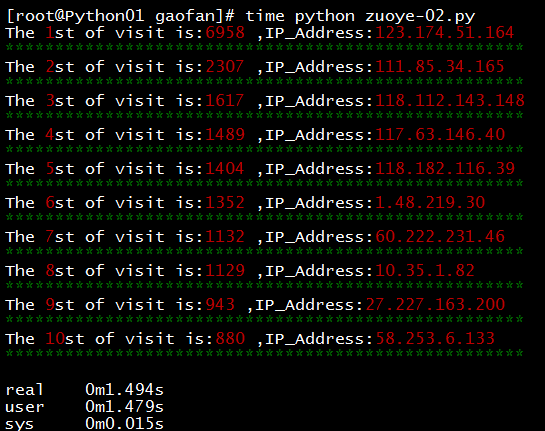 [root@Python01 gaofan]# time python zuoye-02.py
The 1st of visit is:6958 ,IP_Address:123.174.51.164
****************************************************
The 2st of visit is:2307 ,IP_Address:111.85.34.165
****************************************************
The 3st of visit is:1617 ,IP_Address:118.112.143.148
****************************************************
The 4st of visit is:1489 ,IP_Address:117.63.146.40
****************************************************
The 5st of visit is:1404 ,IP_Address:118.182.116.39
****************************************************
The 6st of visit is:1352 ,IP_Address:1.48.219.30
****************************************************
The 7st of visit is:1132 ,IP_Address:60.222.231.46
****************************************************
The 8st of visit is:1129 ,IP_Address:10.35.1.82
****************************************************
The 9st of visit is:943 ,IP_Address:27.227.163.200
****************************************************
The 10st of visit is:880 ,IP_Address:58.253.6.133
****************************************************
real 0m1.494s
user 0m1.479s
sys 0m0.015s